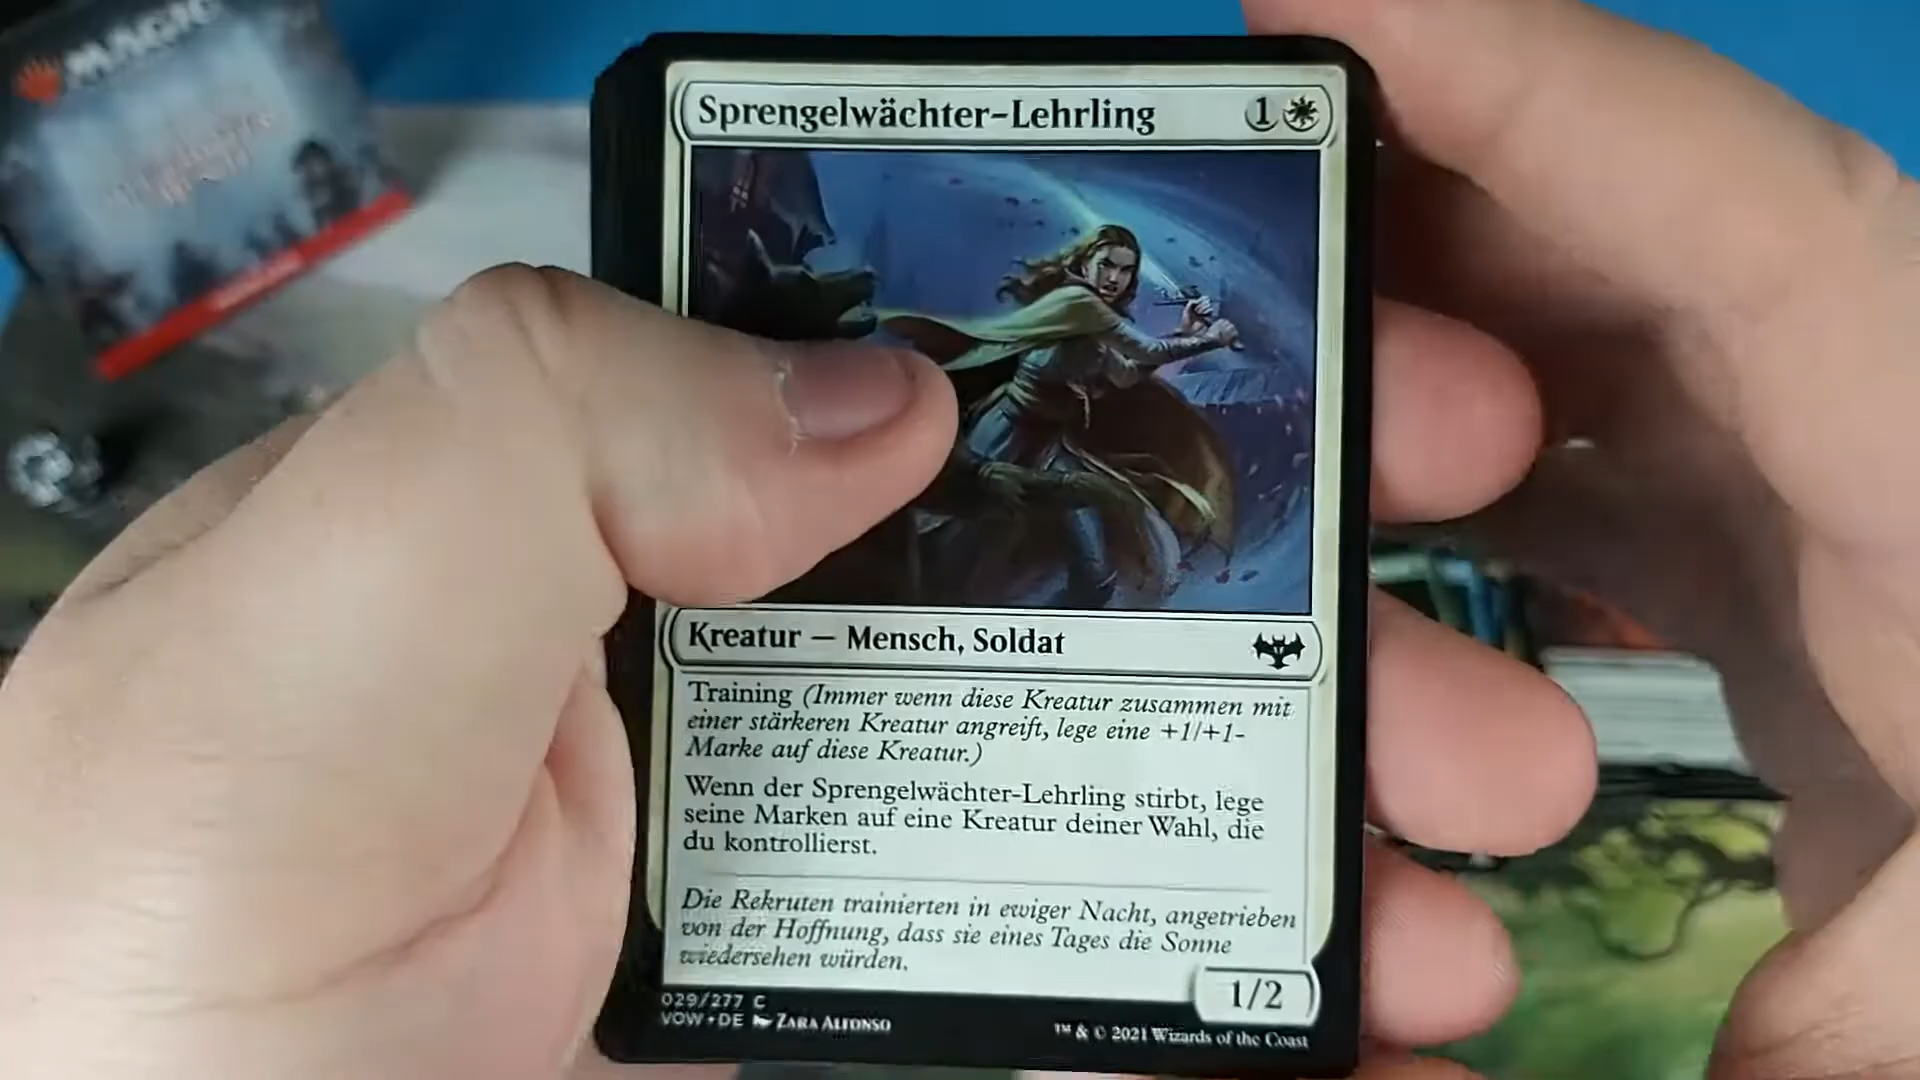 MAGIC
Sprengelwächter-Lehrling 1
Kreatur — Mensch, Soldat
Training (Immer wenn diese Kreatur zusammen mit
einer stärkeren Kreatur angreift, lege eine +1/+1-
Marke auf diese Kreatur.)
Wenn der Sprengelwächter-Lehrling stirbt, lege
seine Marken auf eine Kreatur deiner Wahl, die
du kontrollierst.
Die Rekruten trainierten in ewiger Nacht, angetrieben
von der Hoffnung, dass sie eines Tages die Sonne
wiedersehen würden.
1/2
029/277 C
VOW • DE ZARA ALFONSO
™ & © 2021 Wizards of the Coast